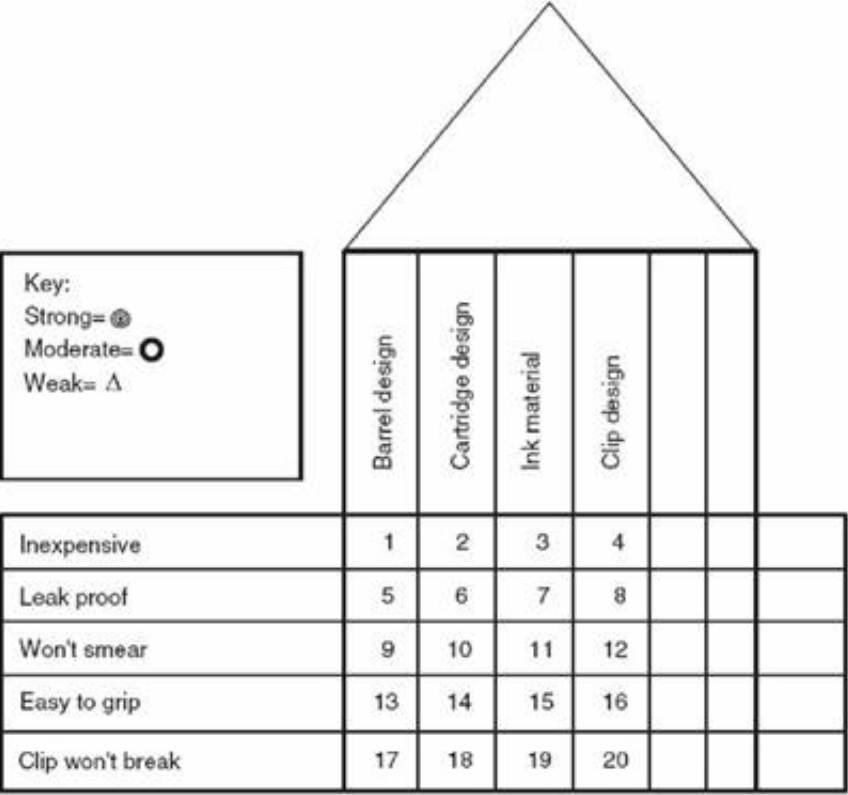 Key:
Strong= ◎
Moderate= O
Weak= Δ
Barrel design
Cartridge design
Ink material
Clip design
Inexpensive 1 2 3 4
Leak proof 5 6 7 8
Won't smear 9 10 11 12
Easy to grip 13 14 15 16
Clip won't break 17 18 19 20